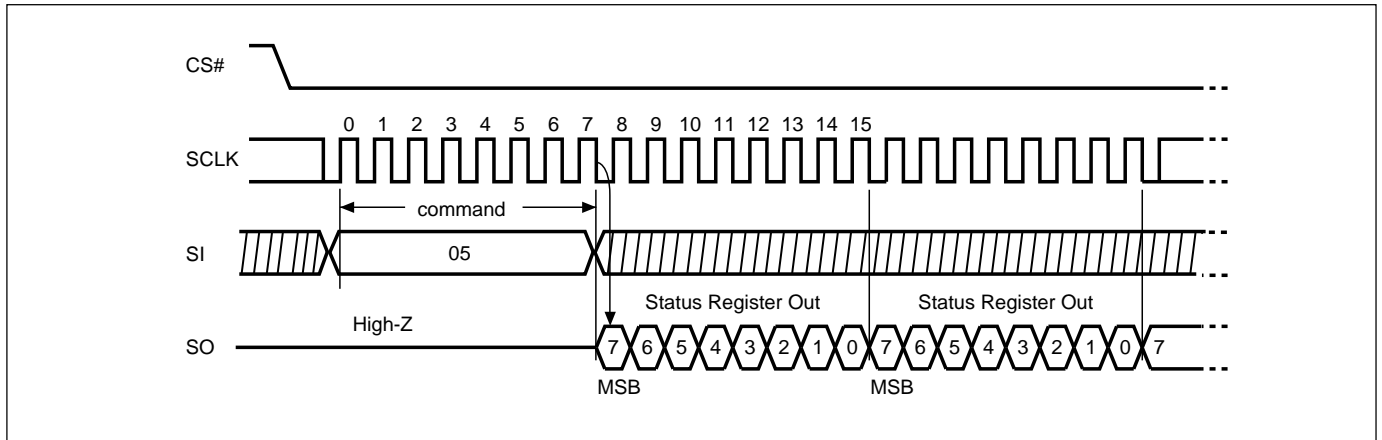 CS#
0 1 2 3 4 5 6 7 8 9 10 11 12 13 14 15
SCLK
command
SI
05
Status Register Out Status Register Out
High-Z
SO
7 6 5 4 3 2 1 0 7 6 5 4 3 2 1 0 7
MSB MSB